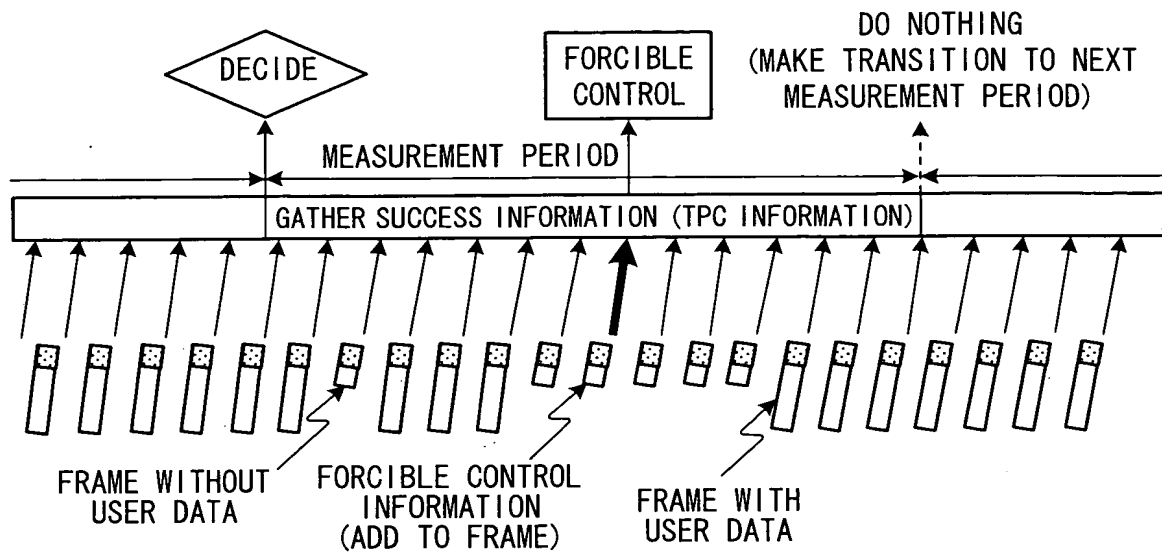 DECIDE
FORCIBLE
CONTROL
DO NOTHING
(MAKE TRANSITION TO NEXT
MEASUREMENT PERIOD)
MEASUREMENT PERIOD
GATHER SUCCESS INFORMATION (TPC INFORMATION)
FRAME WITHOUT
USER DATA
FORCIBLE CONTROL
INFORMATION
(ADD TO FRAME)
FRAME WITH
USER DATA